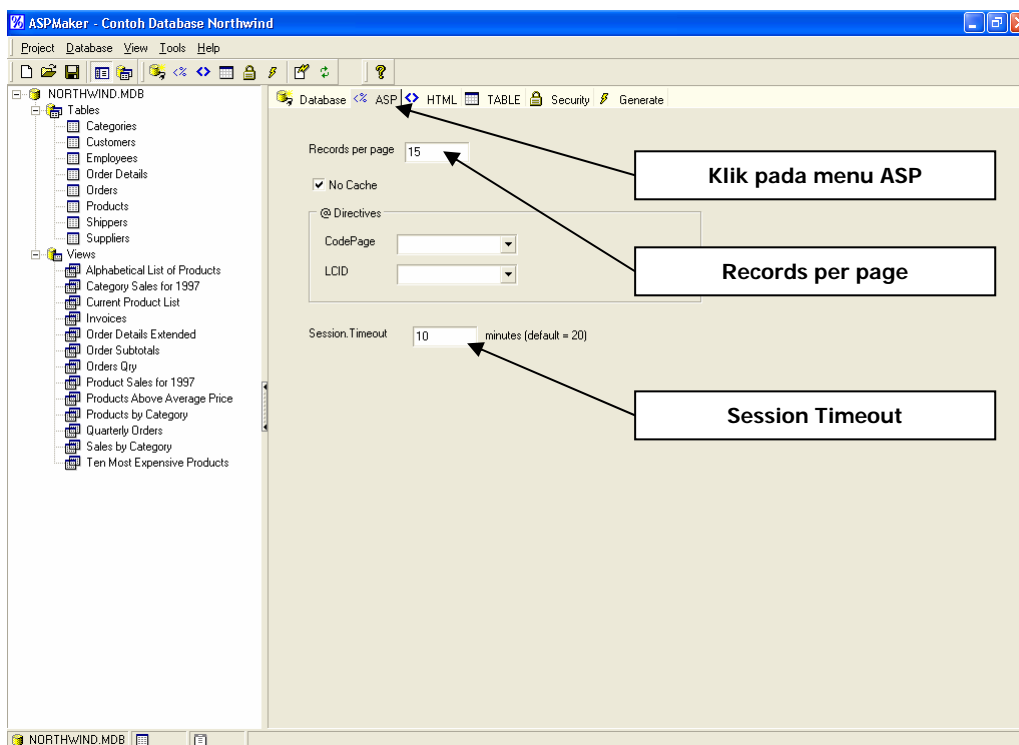 ASPMaker - Contoh Database Northwind
Project Database View Tools Help
NORTHWIND.MDB
Tables
Categories
Customers
Employees
Order Details
Orders
Products
Shippers
Suppliers
Views
Alphabetical List of Products
Category Sales for 1997
Current Product List
Invoices
Order Details Extended
Order Subtotals
Orders Qry
Product Sales for 1997
Products Above Average Price
Products by Category
Quarterly Orders
Sales by Category
Ten Most Expensive Products
Database ASP HTML TABLE Security Generate
Records per page 15
No Cache
@ Directives
CodePage
LCID
Session.Timeout 10 minutes (default = 20)
Klik pada menu ASP
Records per page
Session Timeout
NORTHWIND.MDB